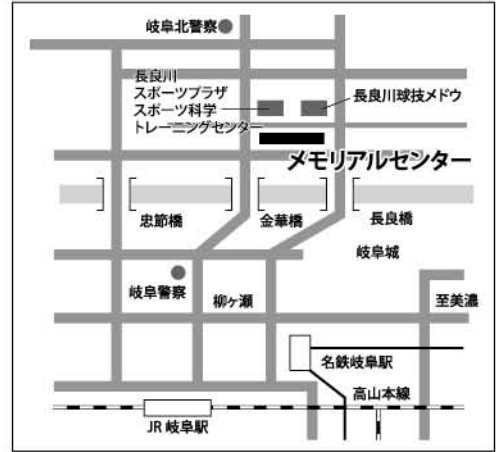 岐阜北警察
長良川
スポーツプラザ
スポーツ科学
トレーニングセンター
長良川球技メドウ
メモリアルセンター
忠節橋
金華橋
長良橋
岐阜城
岐阜警察
柳ヶ瀬
至美濃
名鉄岐阜駅
高山本線
JR 岐阜駅